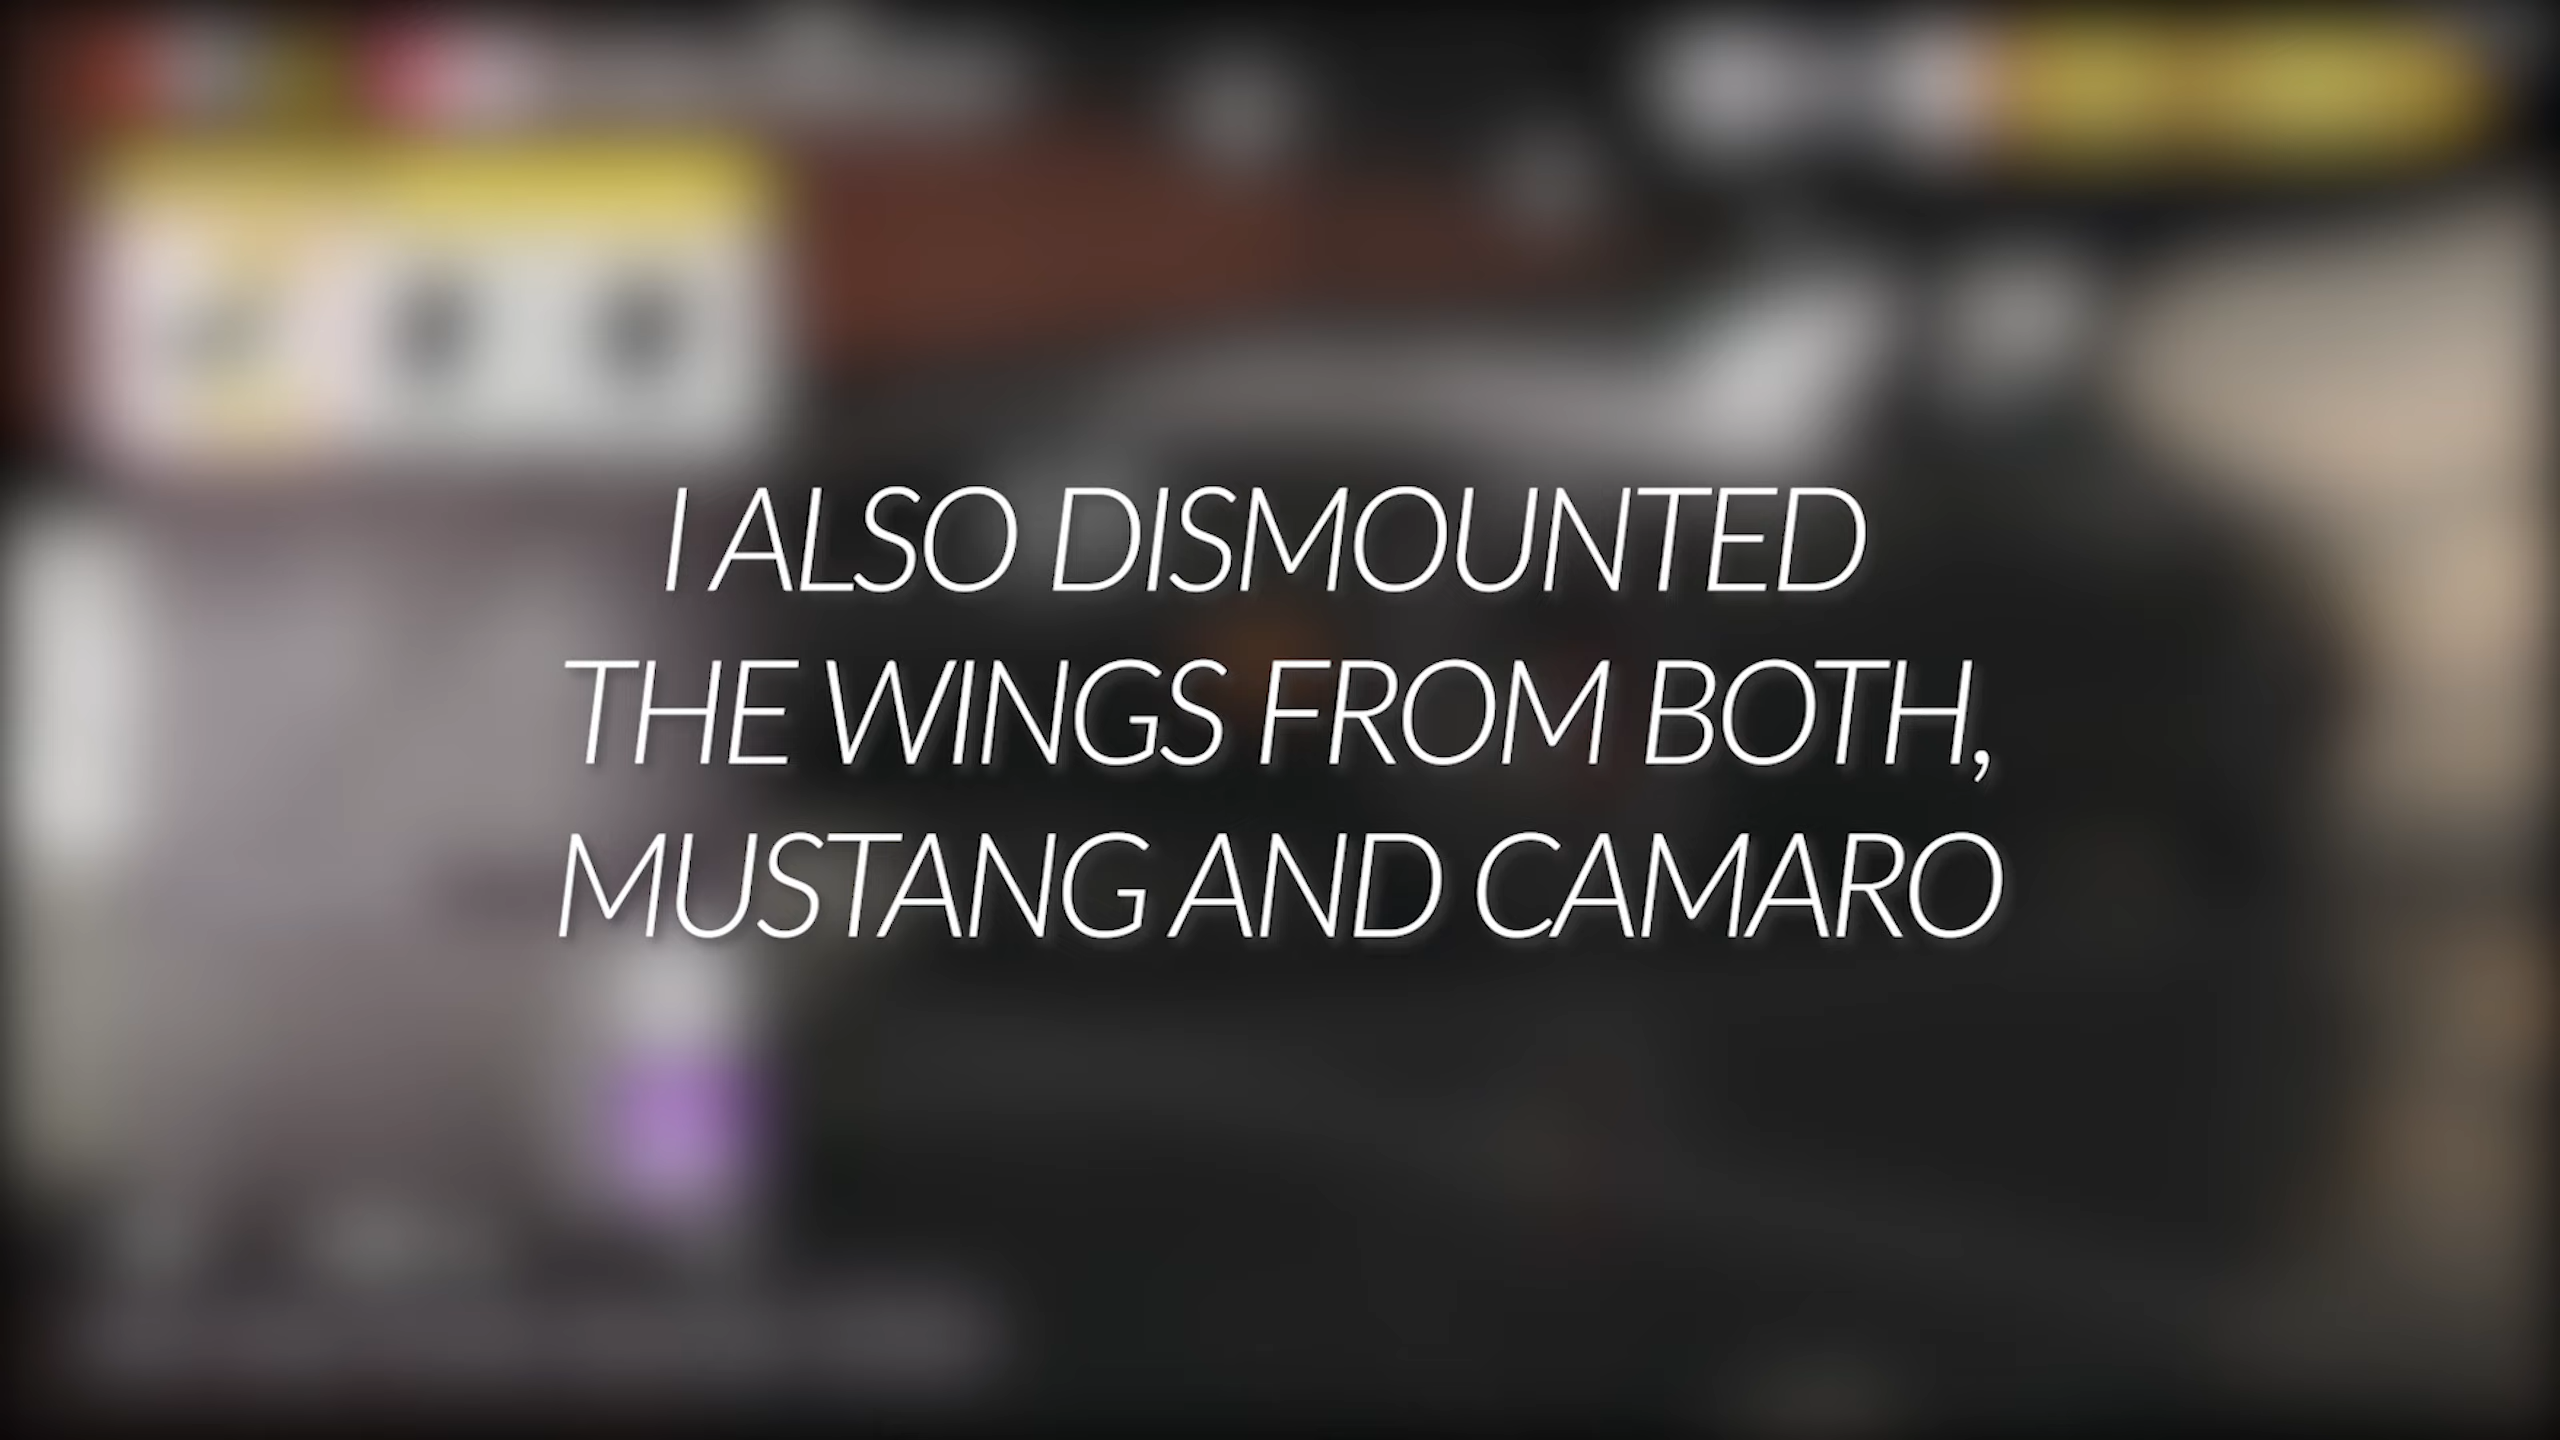 I ALSO DISMOUNTED
THE WINGS FROM BOTH,
MUSTANG AND CAMARO